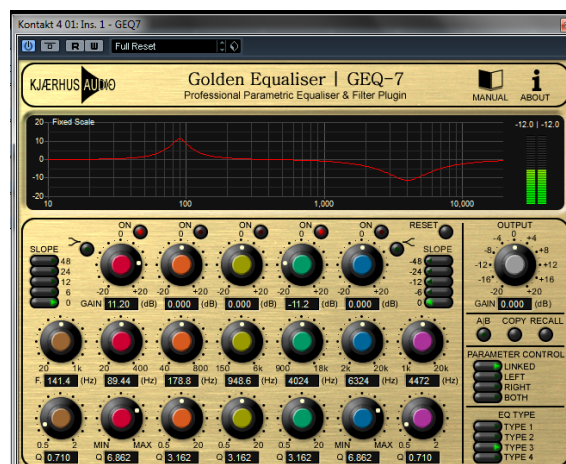 Kontakt 4 01: Ins. 1 - GEQ7
R W Full Reset
KJÆRHUS AUDIO
Golden Equaliser | GEQ-7
Professional Parametric Equaliser & Filter Plugin
MANUAL ABOUT
20 Fixed Scale -12.0 | -12.0
10
0
-10
-20
10 100 1,000 10,000
ON ON ON ON ON RESET OUTPUT
0 0 0 0 0 0
-4 +4
SLOPE SLOPE -8 +8
48 -48
24 -24 -12 +12
12 -12
6 -6 -16 +16
0 0 -20 +20
-20 +20 -20 +20 -20 +20 -20 +20 -20 +20
GAIN 11.20 (dB) 0.000 (dB) 0.000 (dB) -11.2 (dB) 0.000 (dB) GAIN 0.000 (dB)
A|B COPY RECALL
20 1k 20 400 40 800 150 6k 900 18k 2k 20k 1k 20k
F. 141.4 (Hz) 89.44 (Hz) 178.8 (Hz) 948.6 (Hz) 4024 (Hz) 6324 (Hz) 4472 (Hz)
PARAMETER CONTROL
LINKED
LEFT
RIGHT
BOTH
EQ TYPE
TYPE 1
TYPE 2
TYPE 3
TYPE 4
0.5 2 MIN MAX 0.5 20 0.5 20 MIN MAX 0.5 20 0.5 2
Q 0.710 Q 6.862 Q 3.162 Q 3.162 Q 6.862 Q 3.162 Q 0.710